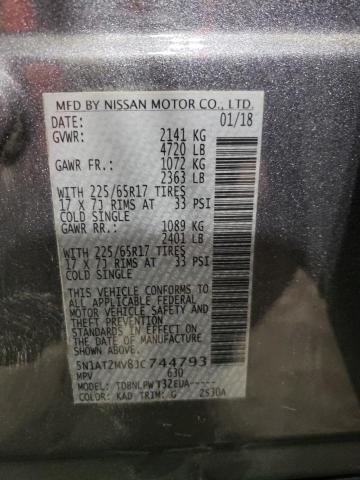 MFD BY NISSAN MOTOR CO., LTD.
DATE: 01/18
GVWR: 2141 KG
4720 LB
GAWR FR.: 1072 KG
2363 LB
WITH 225/65R17 TIRES
17 X 7J RIMS AT 33 PSI
COLD SINGLE
GAWR RR.: 1089 KG
2401 LB
WITH 225/65R17 TIRES
17 X 7J RIMS AT 33 PSI
COLD SINGLE
THIS VEHICLE CONFORMS TO
ALL APPLICABLE FEDERAL
MOTOR VEHICLE SAFETY AND
THEFT PREVENTION
STANDARDS IN EFFECT ON
THE DATE OF MANUFACTURE
SHOWN ABOVE.
5N1AT2MV8JC744793
MPV 630
MODEL: TDBNLPWT32EUA-----
COLOR: KAD TRIM: G 2S30A